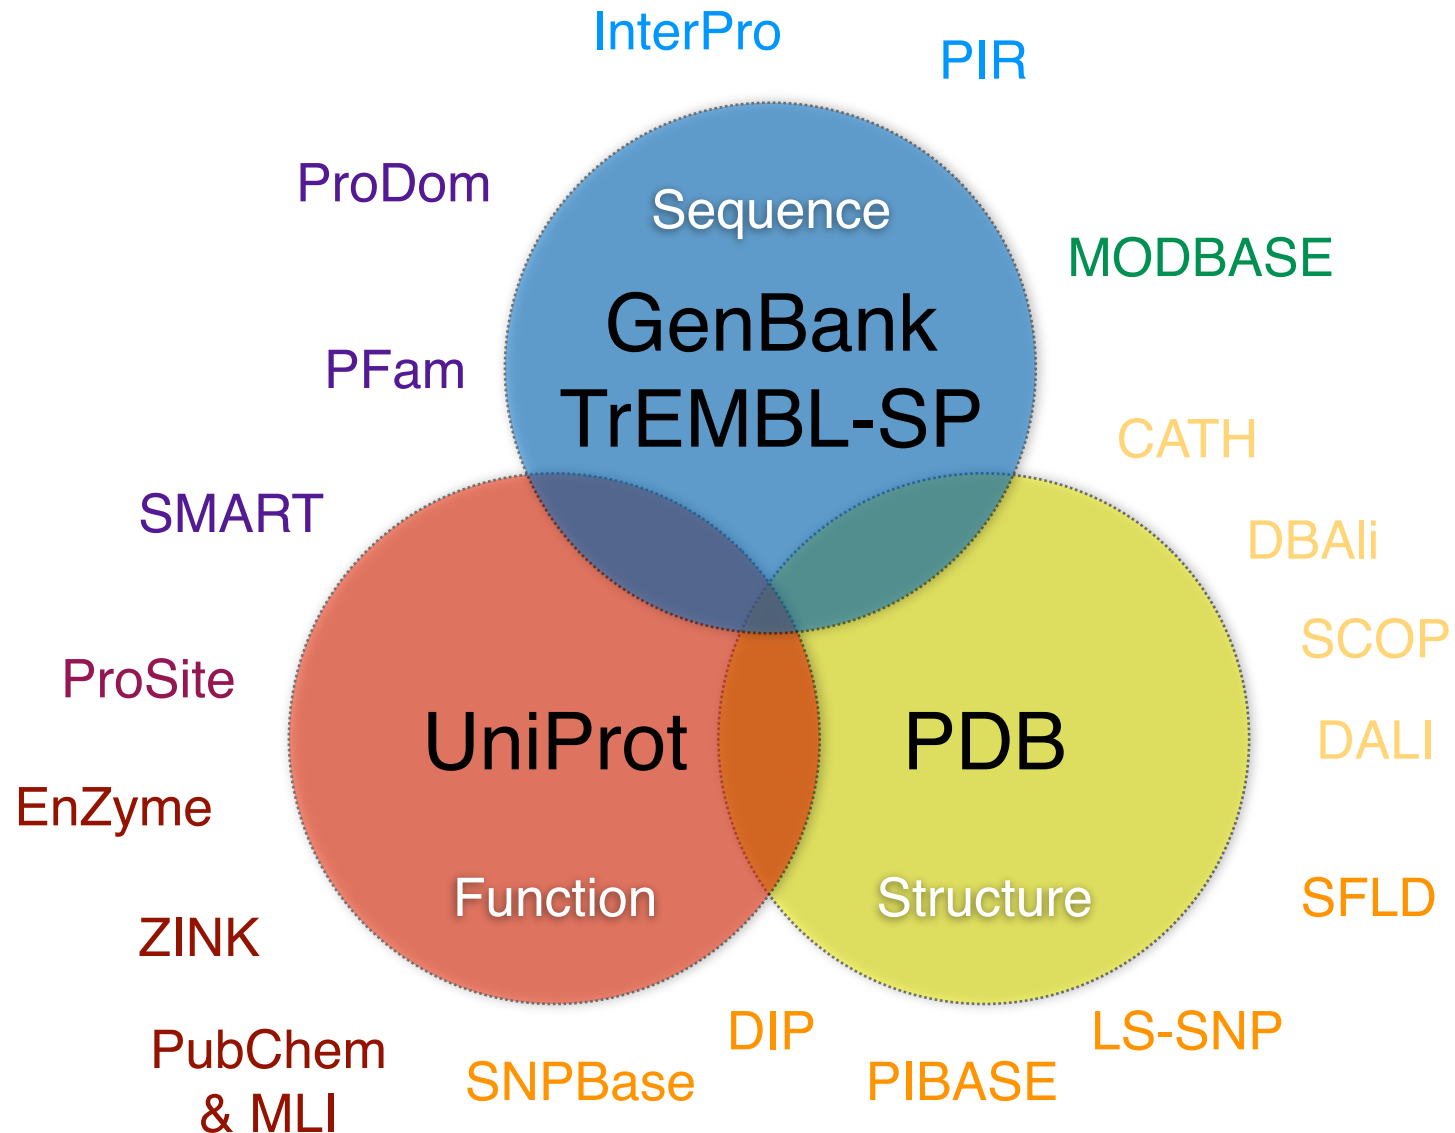 InterPro
PIR
ProDom
Sequence
MODBASE
GenBank
TrEMBL-SP
PFam
CATH
SMART
DBAli
SCOP
ProSite
UniProt
PDB
DALI
EnZyme
Function
Structure
SFLD
ZINK
PubChem
& MLI
SNPBase
DIP
PIBASE
LS-SNP